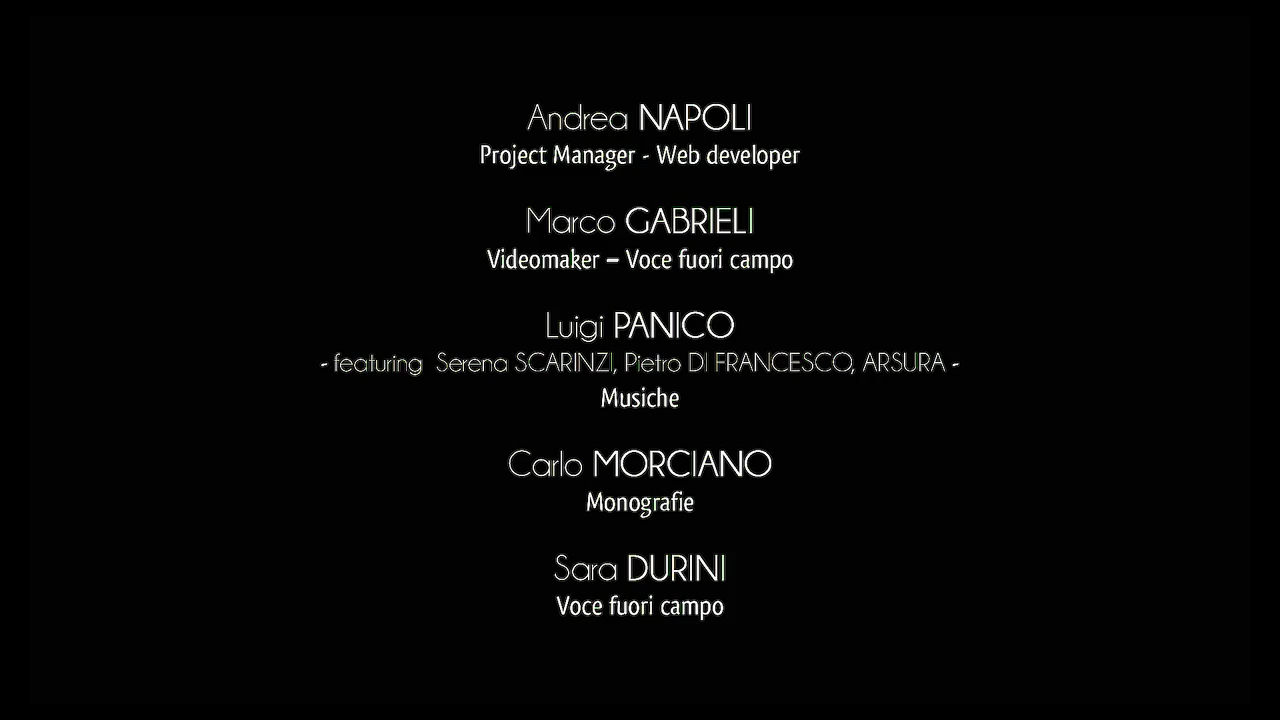 Andrea NAPOLI
Project Manager - Web developer
Marco GABRIELI
Videomaker – Voce fuori campo
Luigi PANICO
- featuring Serena SCARINZI, Pietro DI FRANCESCO, ARSURA -
Musiche
Carlo MORCIANO
Monografie
Sara DURINI
Voce fuori campo